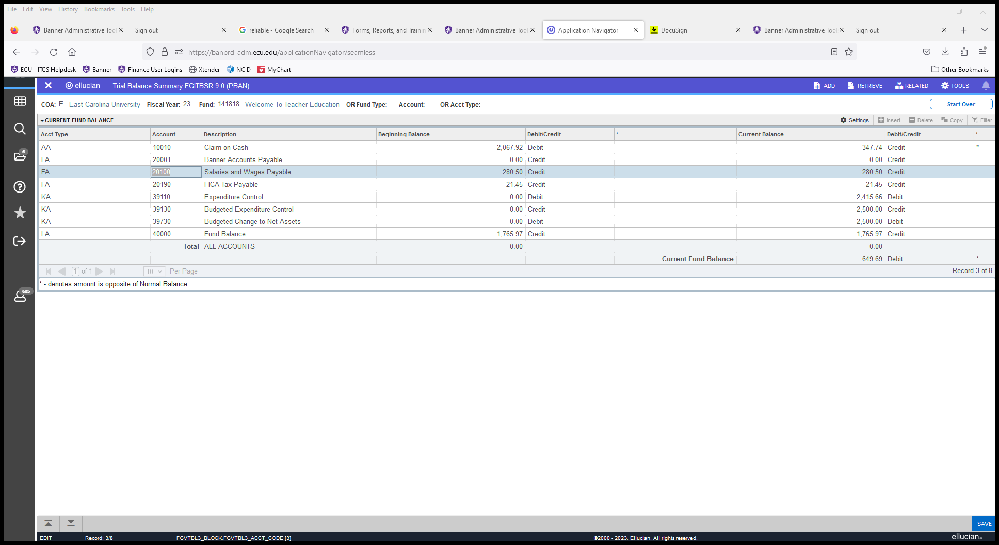 File Edit View History Bookmarks Tools Help
Banner Administrative Tool Sign out reliable - Google Search Forms, Reports, and Trainin Banner Administrative Tool Application Navigator DocuSign Banner Administrative Tool Sign out
https://banprd-adm.ecu.edu/applicationNavigator/seamless
ECU - ITCS Helpdesk Banner Finance User Logins Xtender NCID MyChart Other Bookmarks
ellucian Trial Balance Summary FGITBSR 9.0 (PBAN) ADD RETRIEVE RELATED TOOLS
COA: E East Carolina University Fiscal Year: 23 Fund: 141818 Welcome To Teacher Education OR Fund Type: Account: OR Acct Type: Start Over
CURRENT FUND BALANCE Settings Insert Delete Copy Filter
Acct Type Account Description Beginning Balance Debit/Credit * Current Balance Debit/Credit *
AA 10010 Claim on Cash 2,067.92 Debit 347.74 Credit *
FA 20001 Banner Accounts Payable 0.00 Credit 0.00 Credit
FA 20100 Salaries and Wages Payable 280.50 Credit 280.50 Credit
FA 20190 FICA Tax Payable 21.45 Credit 21.45 Credit
KA 39110 Expenditure Control 0.00 Debit 2,415.66 Debit
KA 39130 Budgeted Expenditure Control 0.00 Credit 2,500.00 Credit
KA 39730 Budgeted Change to Net Assets 0.00 Debit 2,500.00 Debit
LA 40000 Fund Balance 1,765.97 Credit 1,765.97 Credit
Total ALL ACCOUNTS 0.00 0.00
Current Fund Balance 649.69 Debit *
1 of 1 10 Per Page Record 3 of 8
* - denotes amount is opposite of Normal Balance
6
605
SAVE
EDIT Record: 3/8 FGVTBL3_BLOCK.FGVTBL3_ACCT_CODE [3] ©2000 - 2023. Ellucian. All rights reserved. ellucian